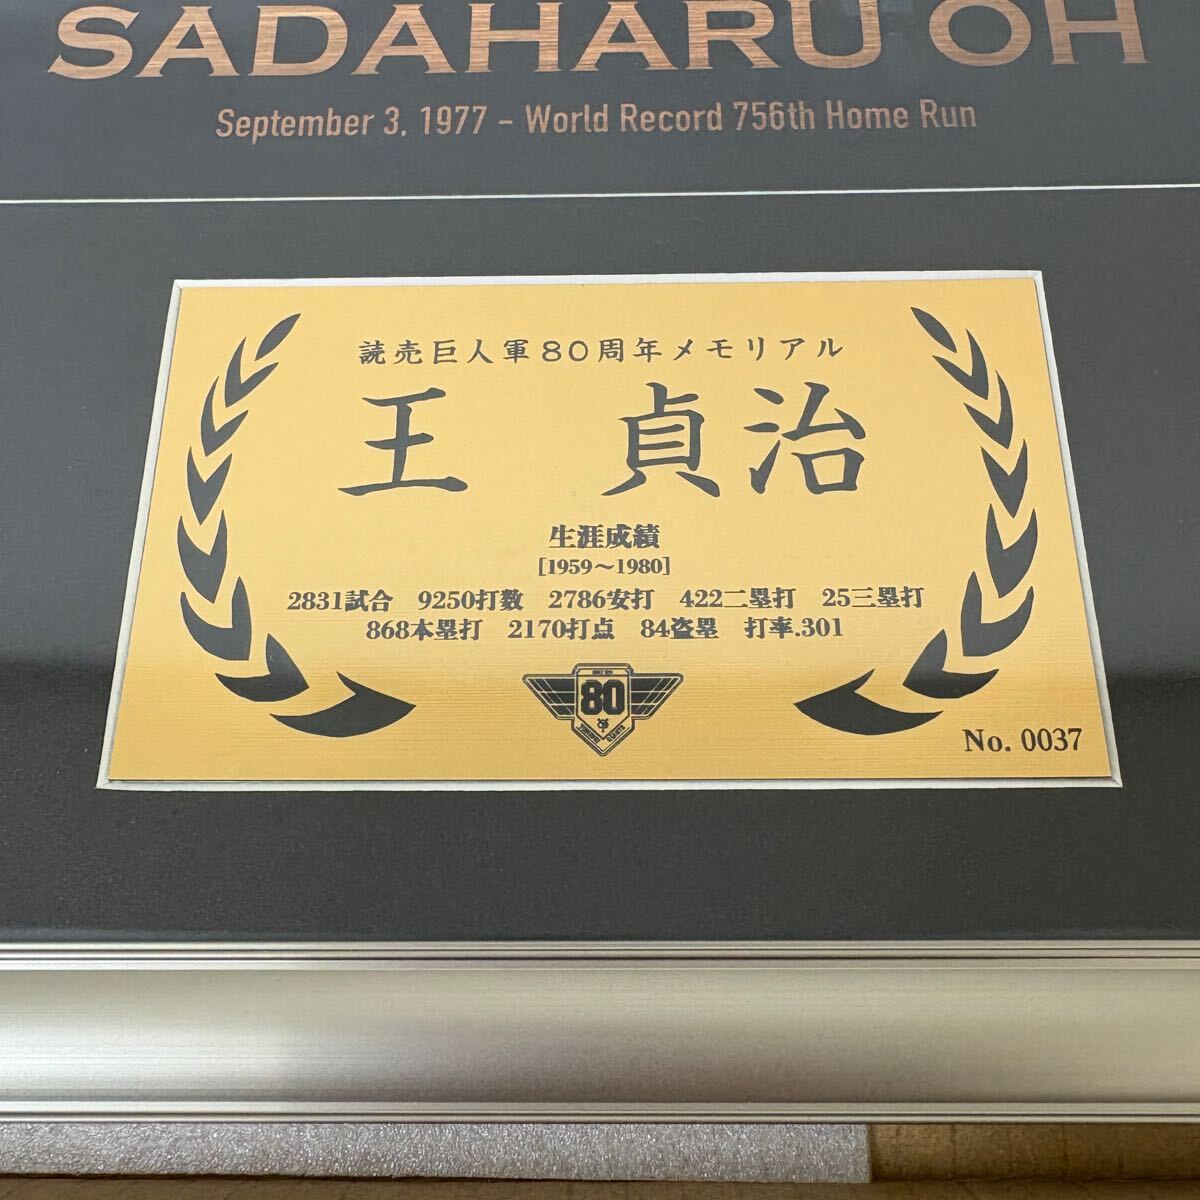 SADAHARU OH
September 3, 1977 - World Record 756th Home Run
読売巨人軍80周年メモリアル
王 貞治
生涯成績
[1959〜1980]
2831試合 9250打数 2786安打 422二塁打 25三塁打
868本塁打 2170打点 84盗塁 打率.301
80
GIANTS
No. 0037